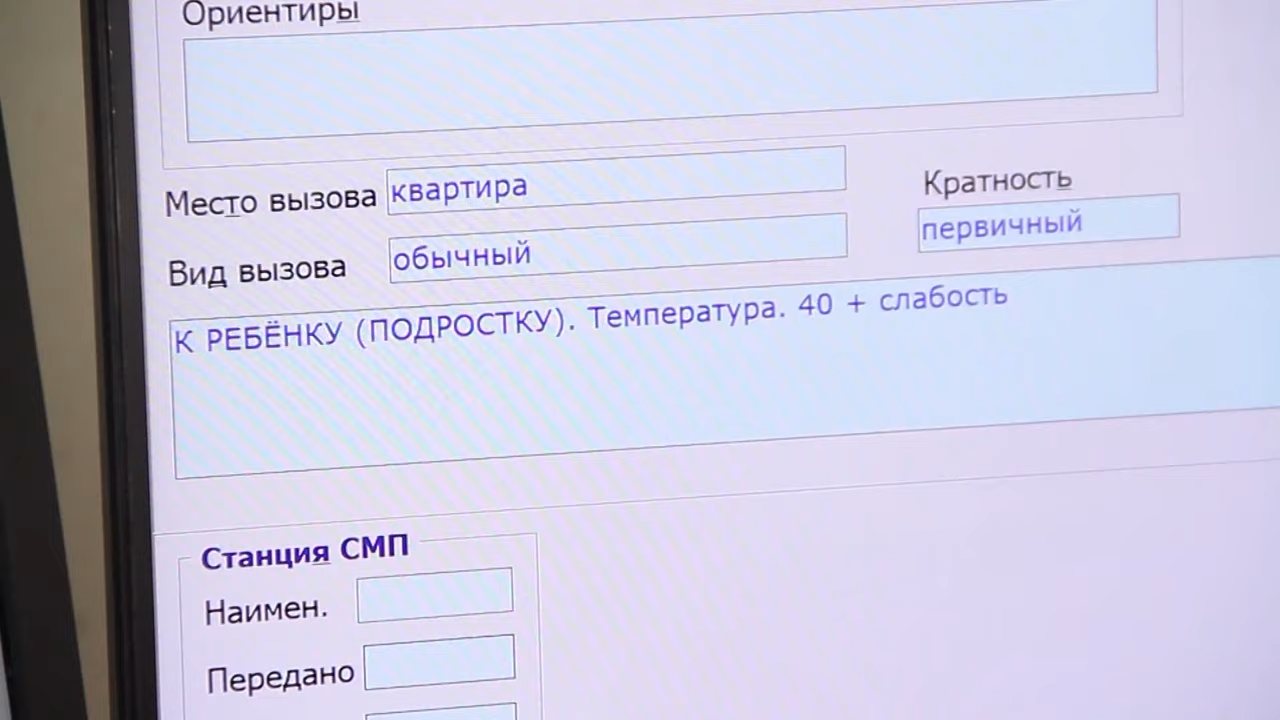 Ориентиры
Место вызова квартира
Кратность
Вид вызова обычный
первичный
К РЕБЁНКУ (ПОДРОСТКУ). Температура. 40 + слабость
Станция СМП
Наимен.
Передано